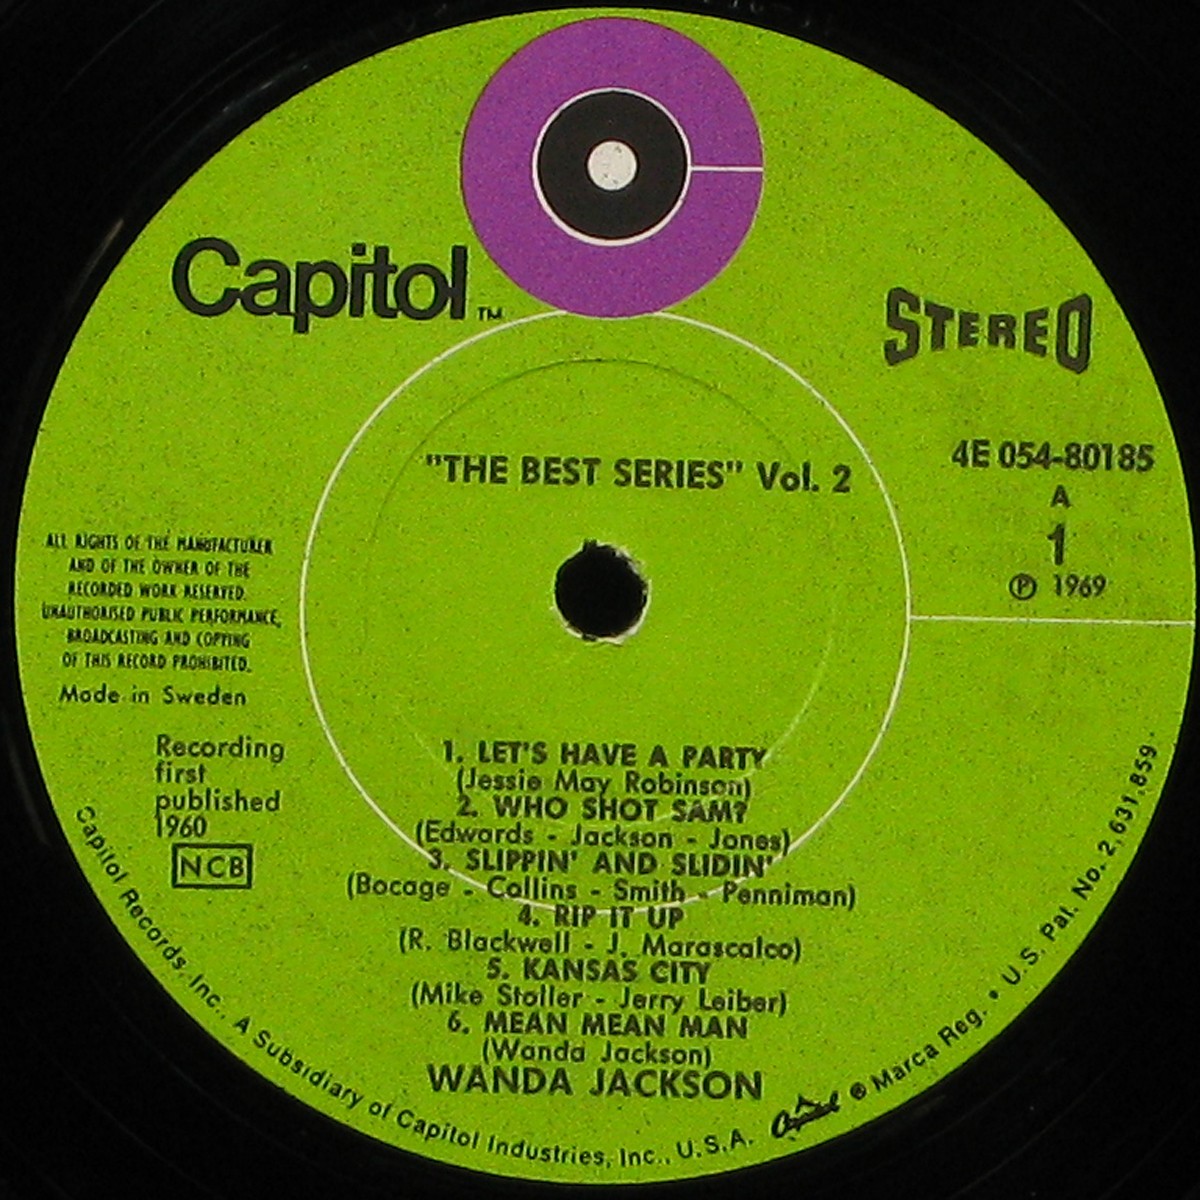 Capitol TM
STEREO
"THE BEST SERIES" Vol. 2
4E 054-80185
A
1
℗ 1969
ALL RIGHTS OF THE MANUFACTURER
AND OF THE OWNER OF THE
RECORDED WORK RESERVED.
UNAUTHORISED PUBLIC PERFORMANCE,
BROADCASTING AND COPYING
OF THIS RECORD PROHIBITED.
Made in Sweden
Recording
first
published
1960
NCB
1. LET'S HAVE A PARTY
(Jessie May Robinson)
2. WHO SHOT SAM?
(Edwards - Jackson - Jones)
3. SLIPPIN' AND SLIDIN'
(Bocage - Collins - Smith - Penniman)
4. RIP IT UP
(R. Blackwell - J. Marascalco)
5. KANSAS CITY
(Mike Stoller - Jerry Leiber)
6. MEAN MEAN MAN
(Wanda Jackson)
WANDA JACKSON
Capitol Records, Inc., A Subsidiary of Capitol Industries, Inc., U.S.A. Capitol ® Marca Reg. • U.S. Pat. No. 2,631,859·